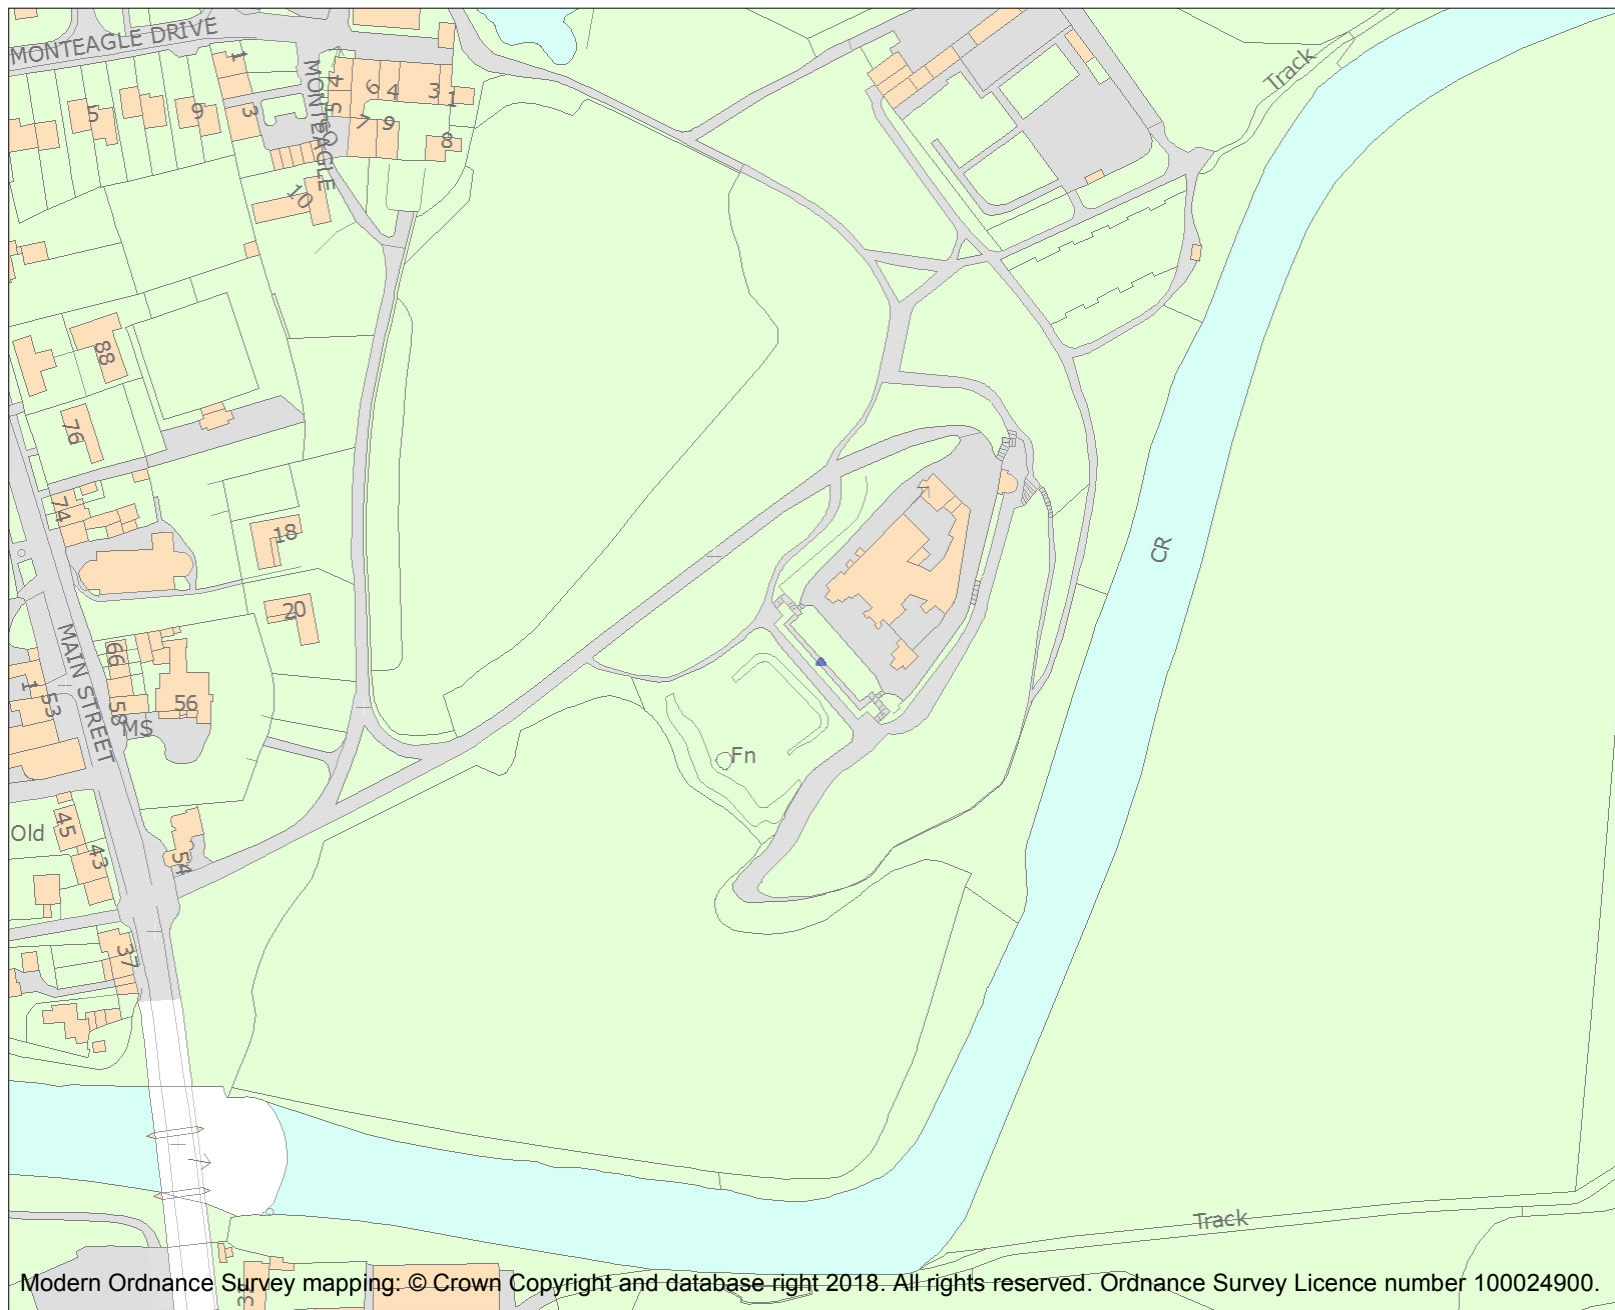 MONTEAGLE DRIVE
1
MONTEAGLE
4
6 4
3
1
5
9
3
5
7
9
8
10
Track
88
76
74
18
CR
20
66
MAIN STREET
1
53
58
56
MS
Fn
45
Old
43
54
37
Track
Modern Ordnance Survey mapping: © Crown Copyright and database right 2018. All rights reserved. Ordnance Survey Licence number 100024900.